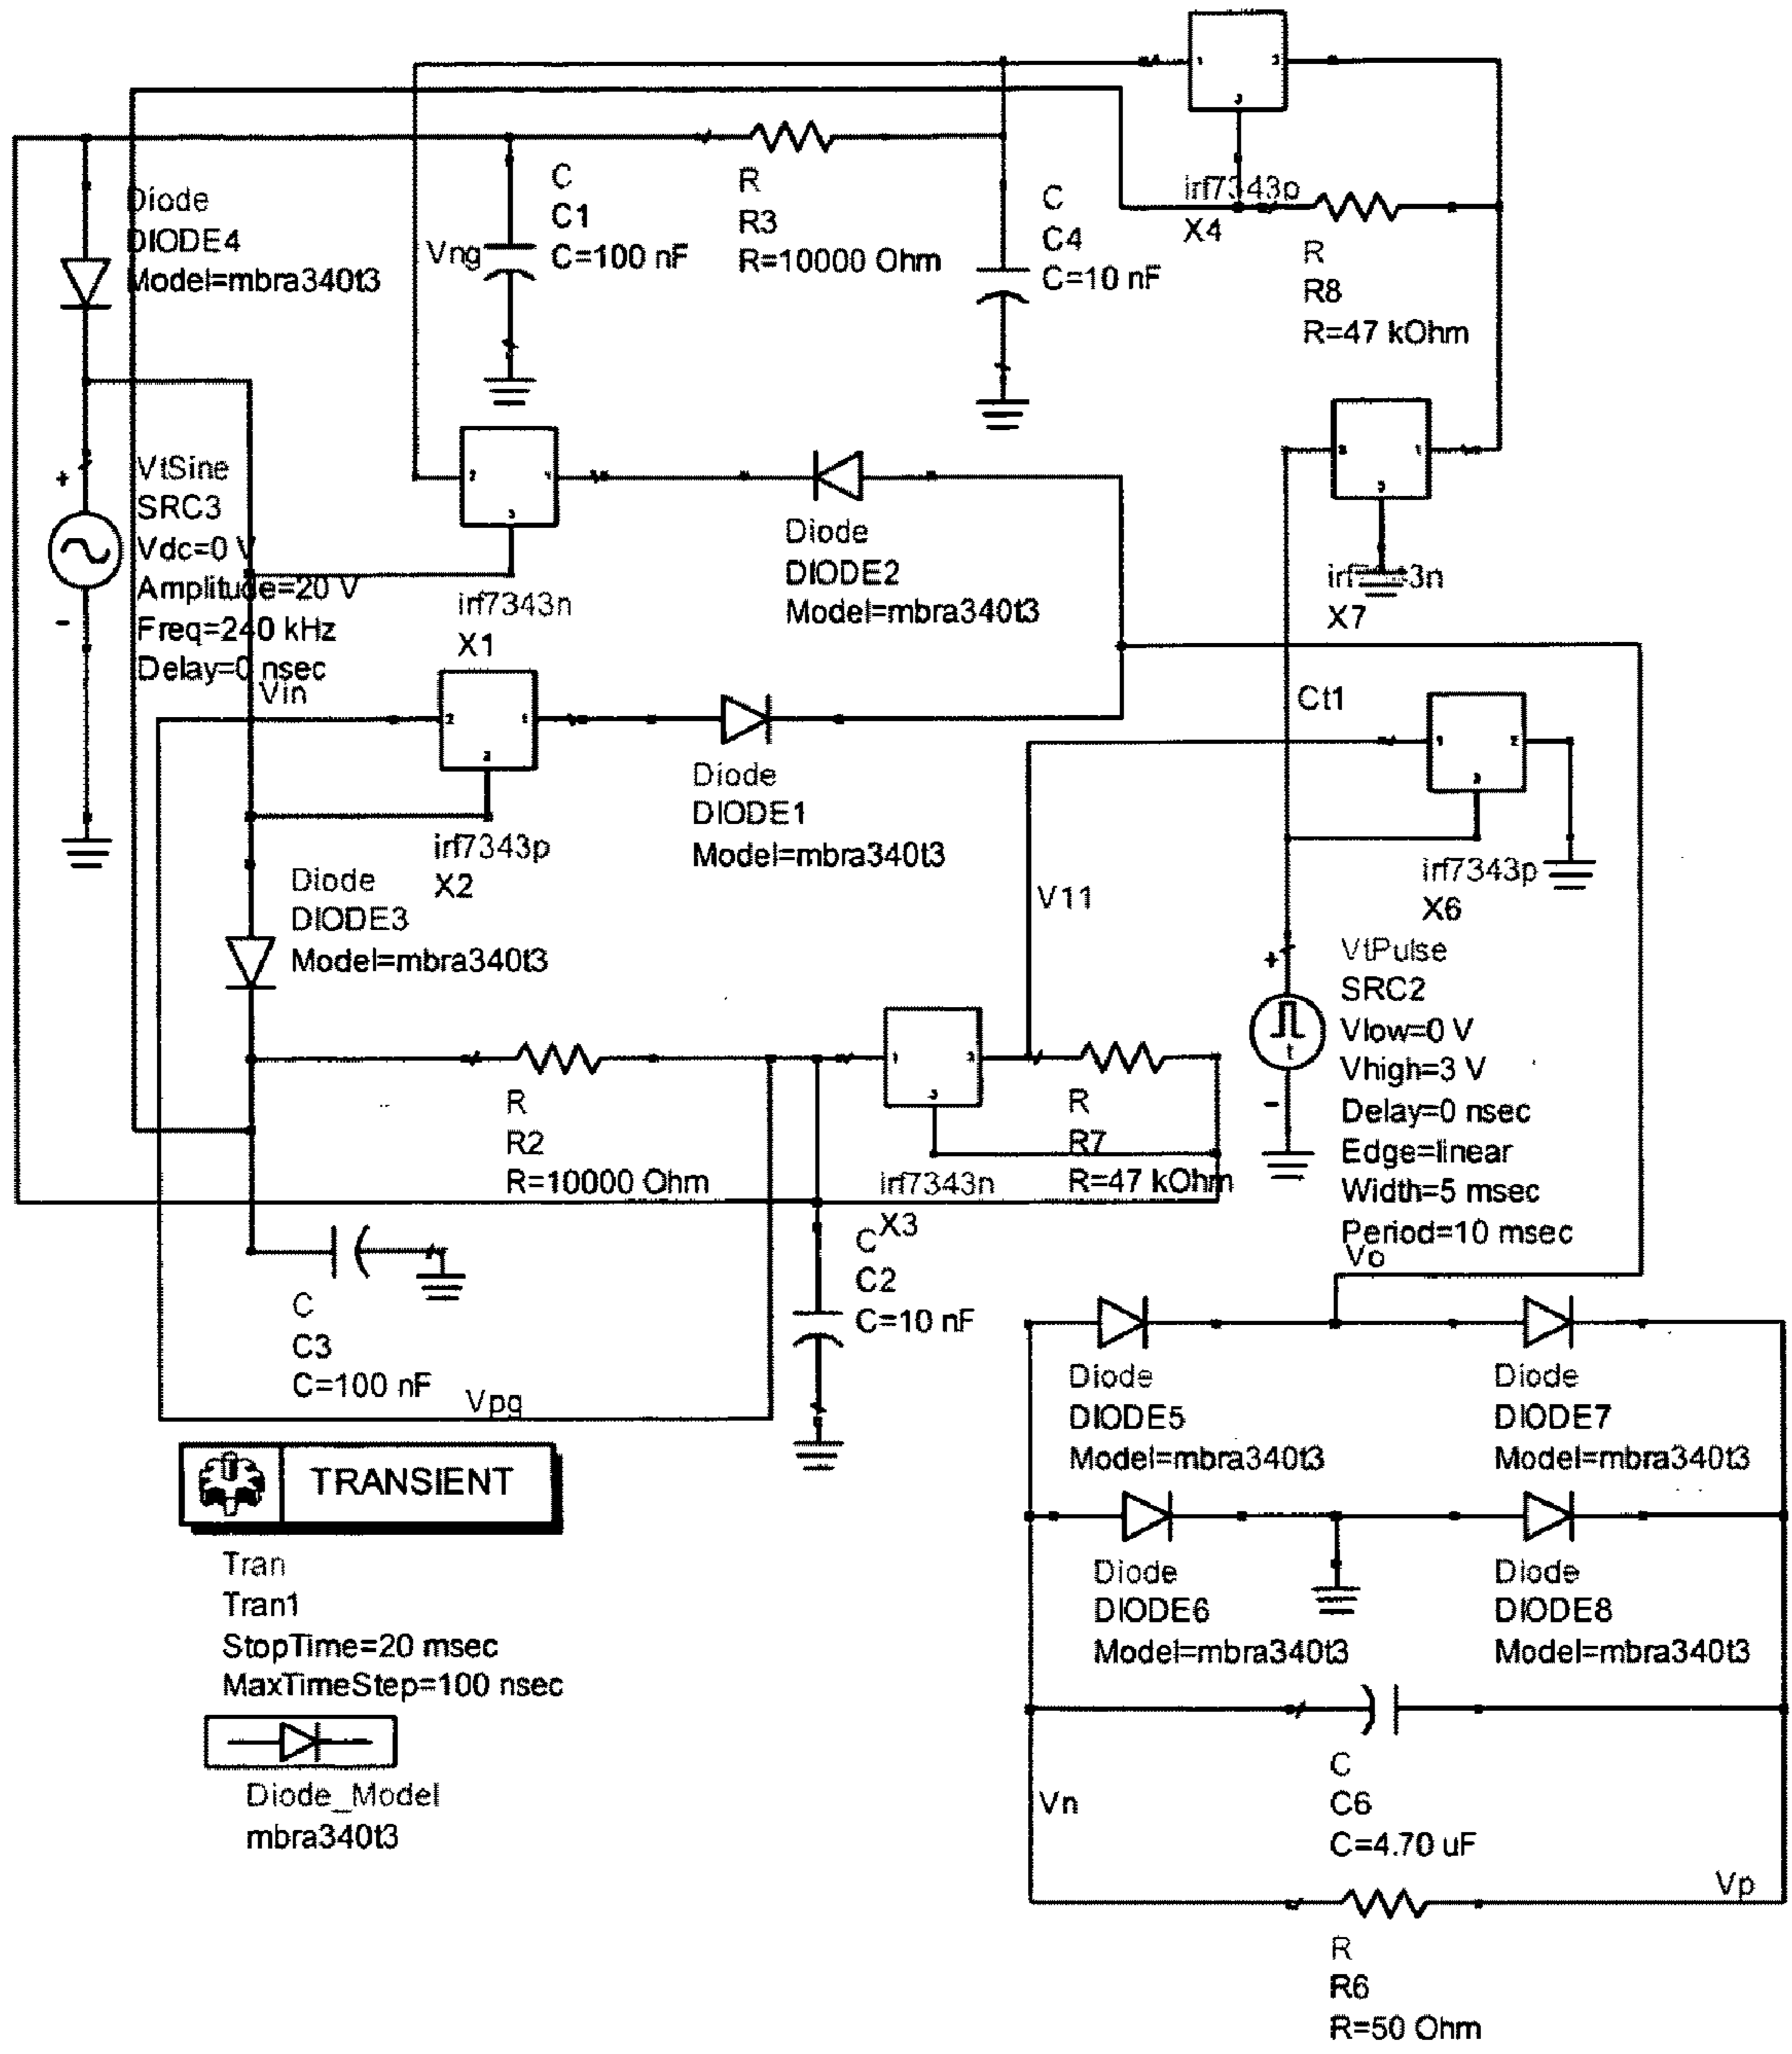 irf7343p
X4
Diode
DIODE4
Model=mbra340t3
Vng
C
C1
C=100 nF
R
R3
R=10000 Ohm
C
C4
C=10 nF
R
R8
R=47 kOhm
VtSine
SRC3
Vdc=0 V
Amplitude=20 V
Freq=240 kHz
Delay=0 nsec
Vin
irf7343n
X1
Diode
DIODE2
Model=mbra340t3
X7
Ct1
irf7343p
X2
Diode
DIODE1
Model=mbra340t3
V11
irf7343p
X6
Diode
DIODE3
Model=mbra340t3
VtPulse
SRC2
Vlow=0 V
Vhigh=3 V
Delay=0 nsec
Edge=linear
Width=5 msec
Period=10 msec
R
R2
R=10000 Ohm
irf7343n
X3
R
R7
R=47 kOhm
Vo
C
C2
C=10 nF
C
C3
C=100 nF
Vpg
TRANSIENT
Tran
Tran1
StopTime=20 msec
MaxTimeStep=100 nsec
Diode_Model
mbra340t3
Diode
DIODE5
Model=mbra340t3
Diode
DIODE7
Model=mbra340t3
Diode
DIODE6
Model=mbra340t3
Diode
DIODE8
Model=mbra340t3
Vn
C
C6
C=4.70 uF
Vp
R
R6
R=50 Ohm